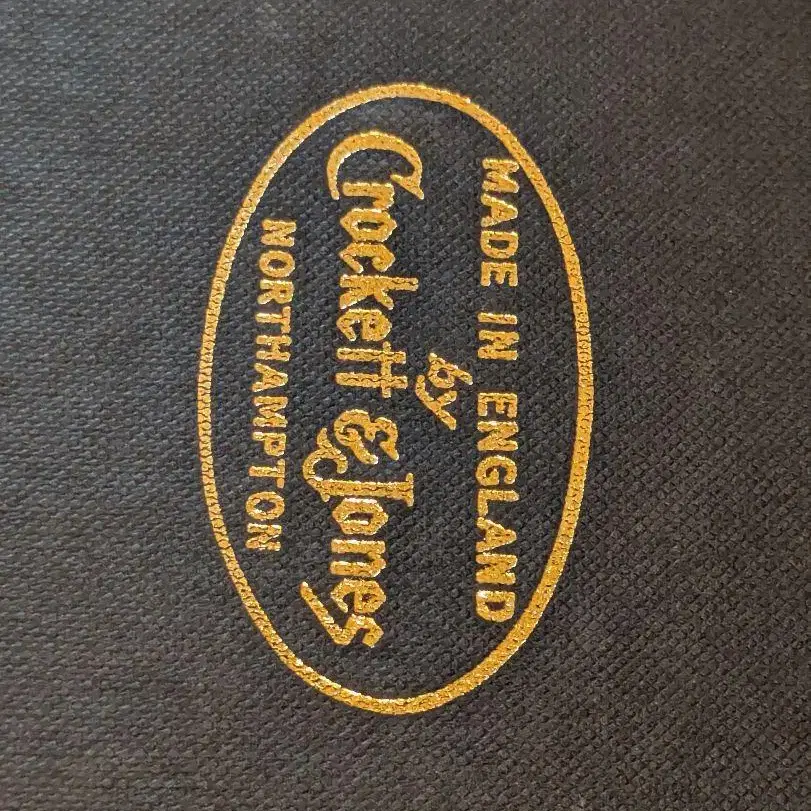 MADE IN ENGLAND
by
Crockett & Jones
NORTHAMPTON